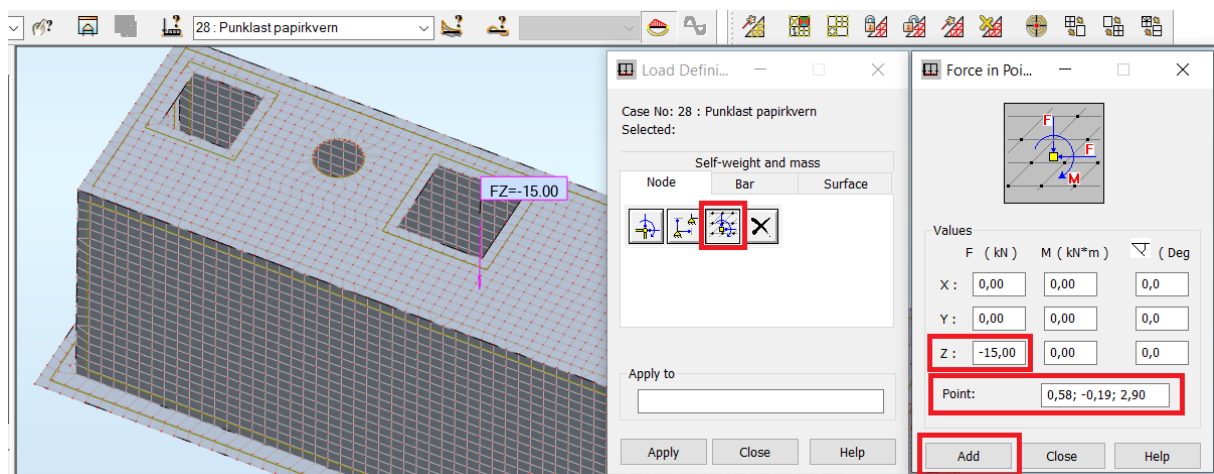 28 : Punklast papirkvern
FZ=-15.00
Load Defini...
Case No: 28 : Punklast papirkvern
Selected:
Self-weight and mass
Node Bar Surface
Apply to
Apply Close Help
Force in Poi...
F
F
M
Values
F ( kN ) M ( kN*m ) ( Deg
X : 0,00 0,00 0,0
Y : 0,00 0,00 0,0
Z : -15,00 0,00 0,0
Point: 0,58; -0,19; 2,90
Add Close Help